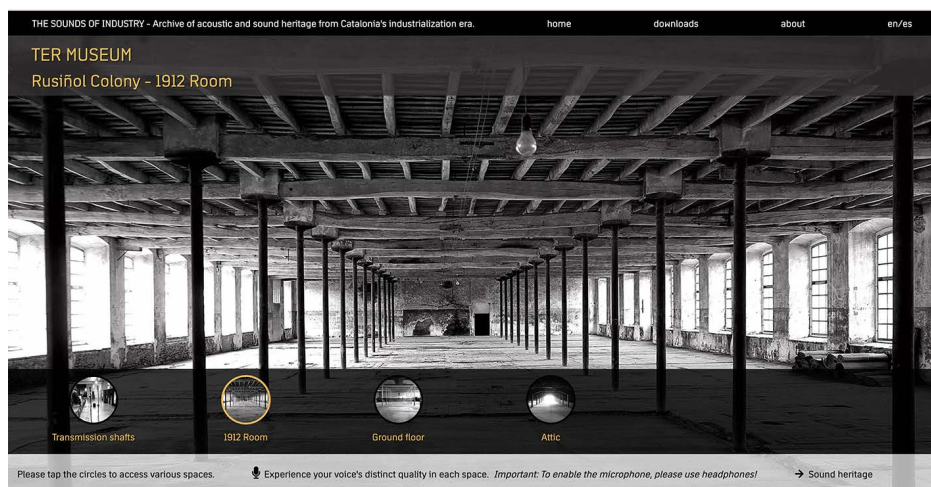 THE SOUNDS OF INDUSTRY - Archive of acoustic and sound heritage from Catalonia's industrialization era. home downloads about en/es
TER MUSEUM
Rusiñol Colony - 1912 Room
Transmission shafts 1912 Room Ground floor Attic
Please tap the circles to access various spaces. Experience your voice's distinct quality in each space. Important: To enable the microphone, please use headphones! → Sound heritage